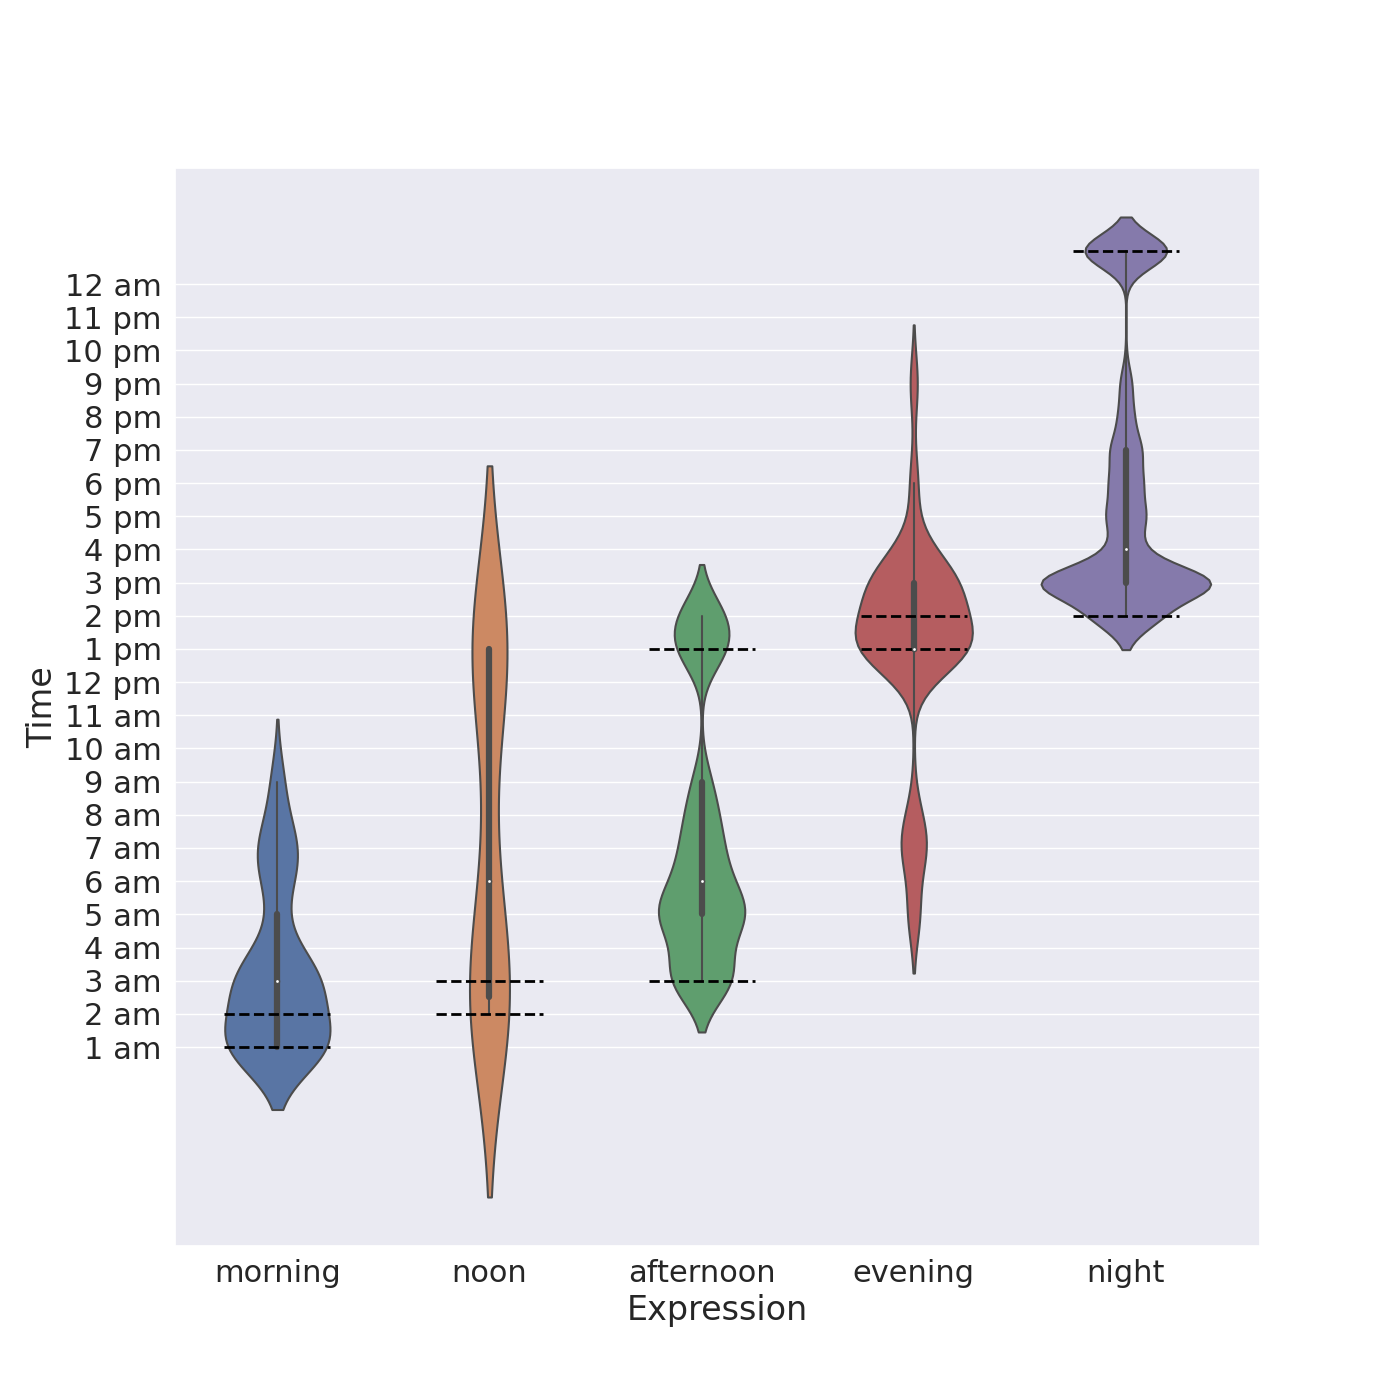 12 am
11 pm
10 pm
9 pm
8 pm
7 pm
6 pm
5 pm
4 pm
3 pm
2 pm
1 pm
12 pm
11 am
10 am
9 am
8 am
7 am
6 am
5 am
4 am
3 am
2 am
1 am
Time
morning noon afternoon evening night
Expression